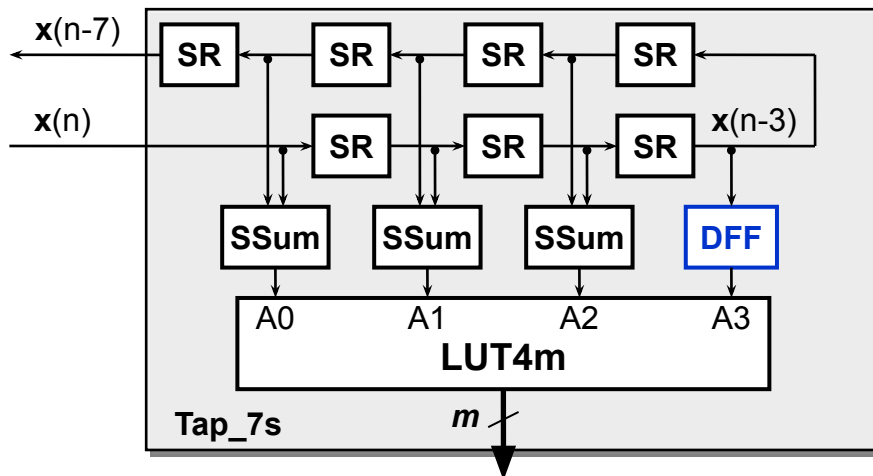 x(n-7)
SR SR SR SR
x(n)
SR SR SR
x(n-3)
SSum SSum SSum DFF
A0 A1 A2 A3
LUT4m
m
Tap_7s